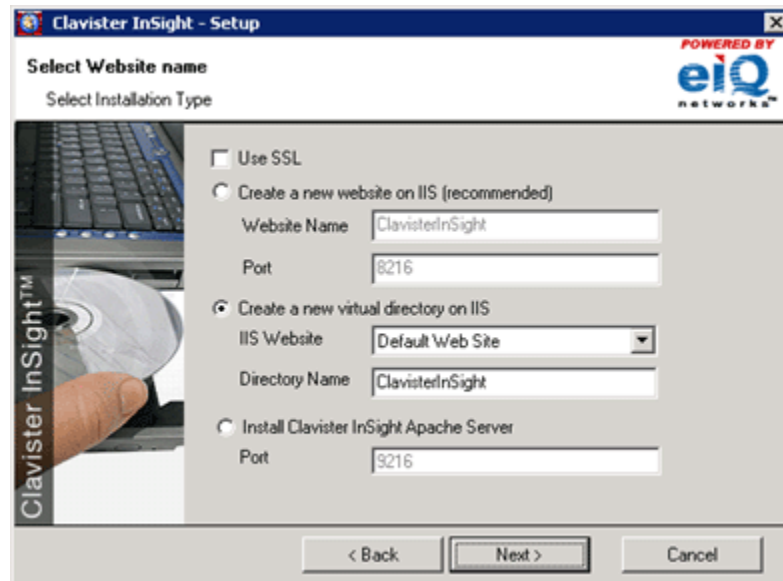 Clavister InSight - Setup
POWERED BY
eiQ
networks™
Select Website name
Select Installation Type
Clavister InSight™
Use SSL
Create a new website on IIS (recommended)
Website Name ClavisterInSight
Port 8216
Create a new virtual directory on IIS
IIS Website Default Web Site
Directory Name ClavisterInSight
Install Clavister InSight Apache Server
Port 9216
< Back Next > Cancel